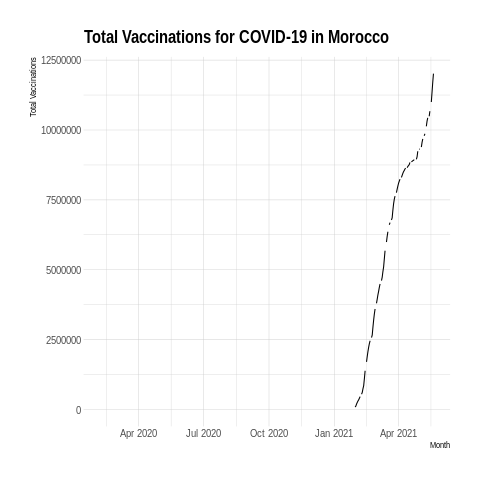 Total Vaccinations for COVID-19 in Morocco
Total Vaccinations
12500000
10000000
7500000
5000000
2500000
0
Apr 2020 Jul 2020 Oct 2020 Jan 2021 Apr 2021
Month